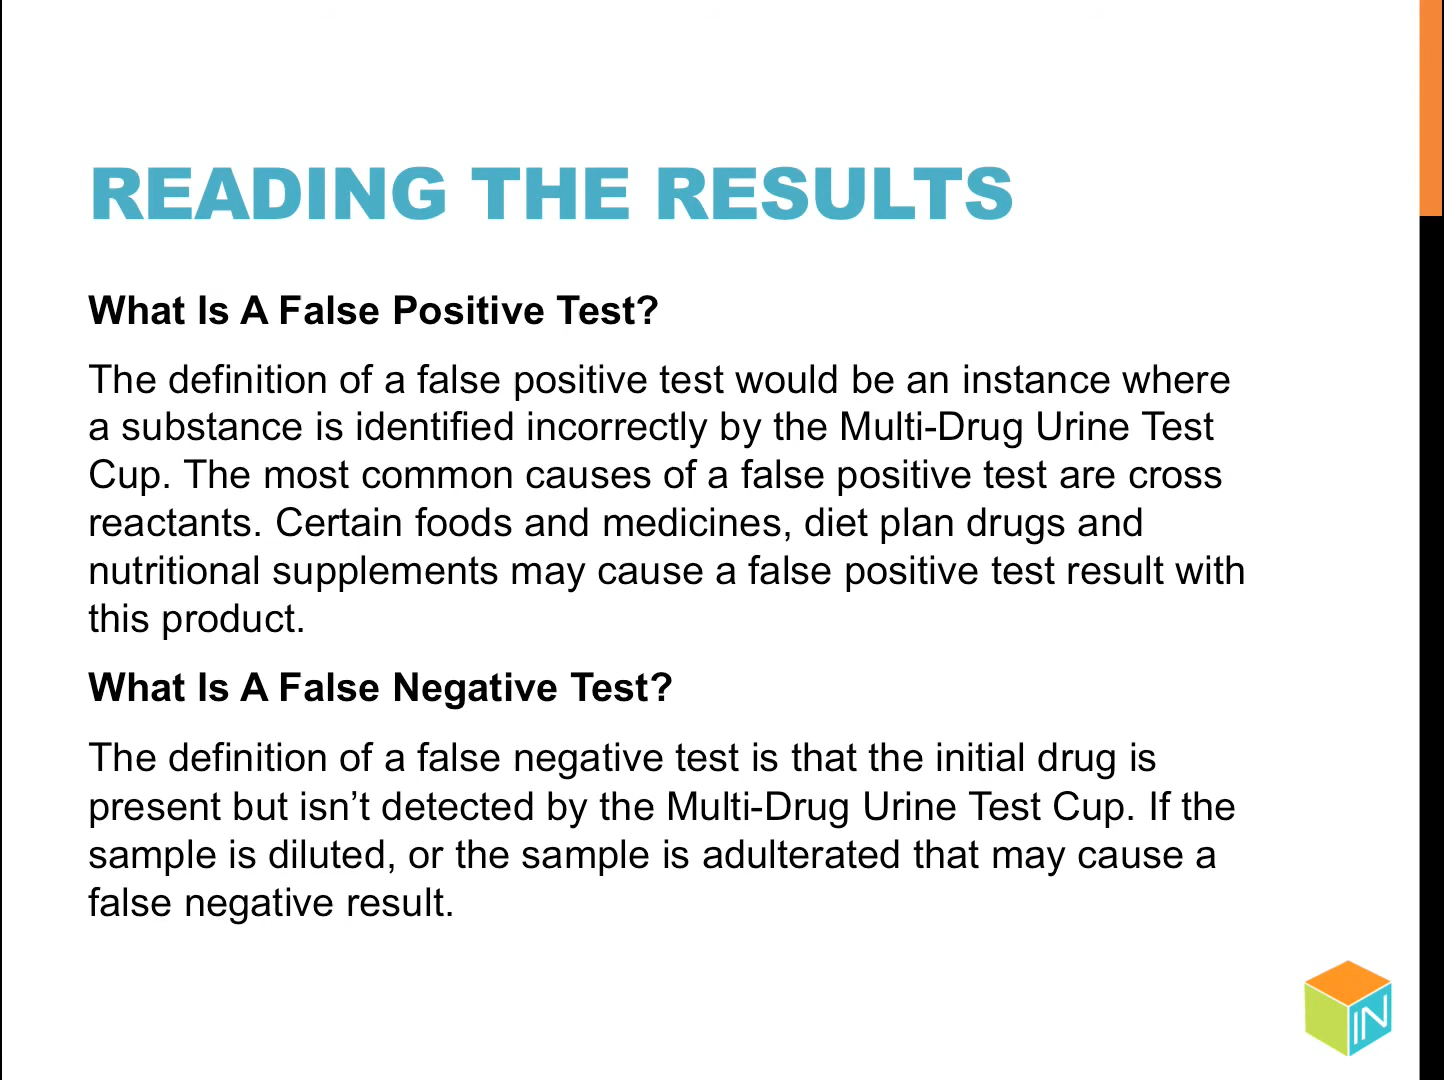 READING THE RESULTS
What Is A False Positive Test?
The definition of a false positive test would be an instance where
a substance is identified incorrectly by the Multi-Drug Urine Test
Cup. The most common causes of a false positive test are cross
reactants. Certain foods and medicines, diet plan drugs and
nutritional supplements may cause a false positive test result with
this product.
What Is A False Negative Test?
The definition of a false negative test is that the initial drug is
present but isn’t detected by the Multi-Drug Urine Test Cup. If the
sample is diluted, or the sample is adulterated that may cause a
false negative result.
IN